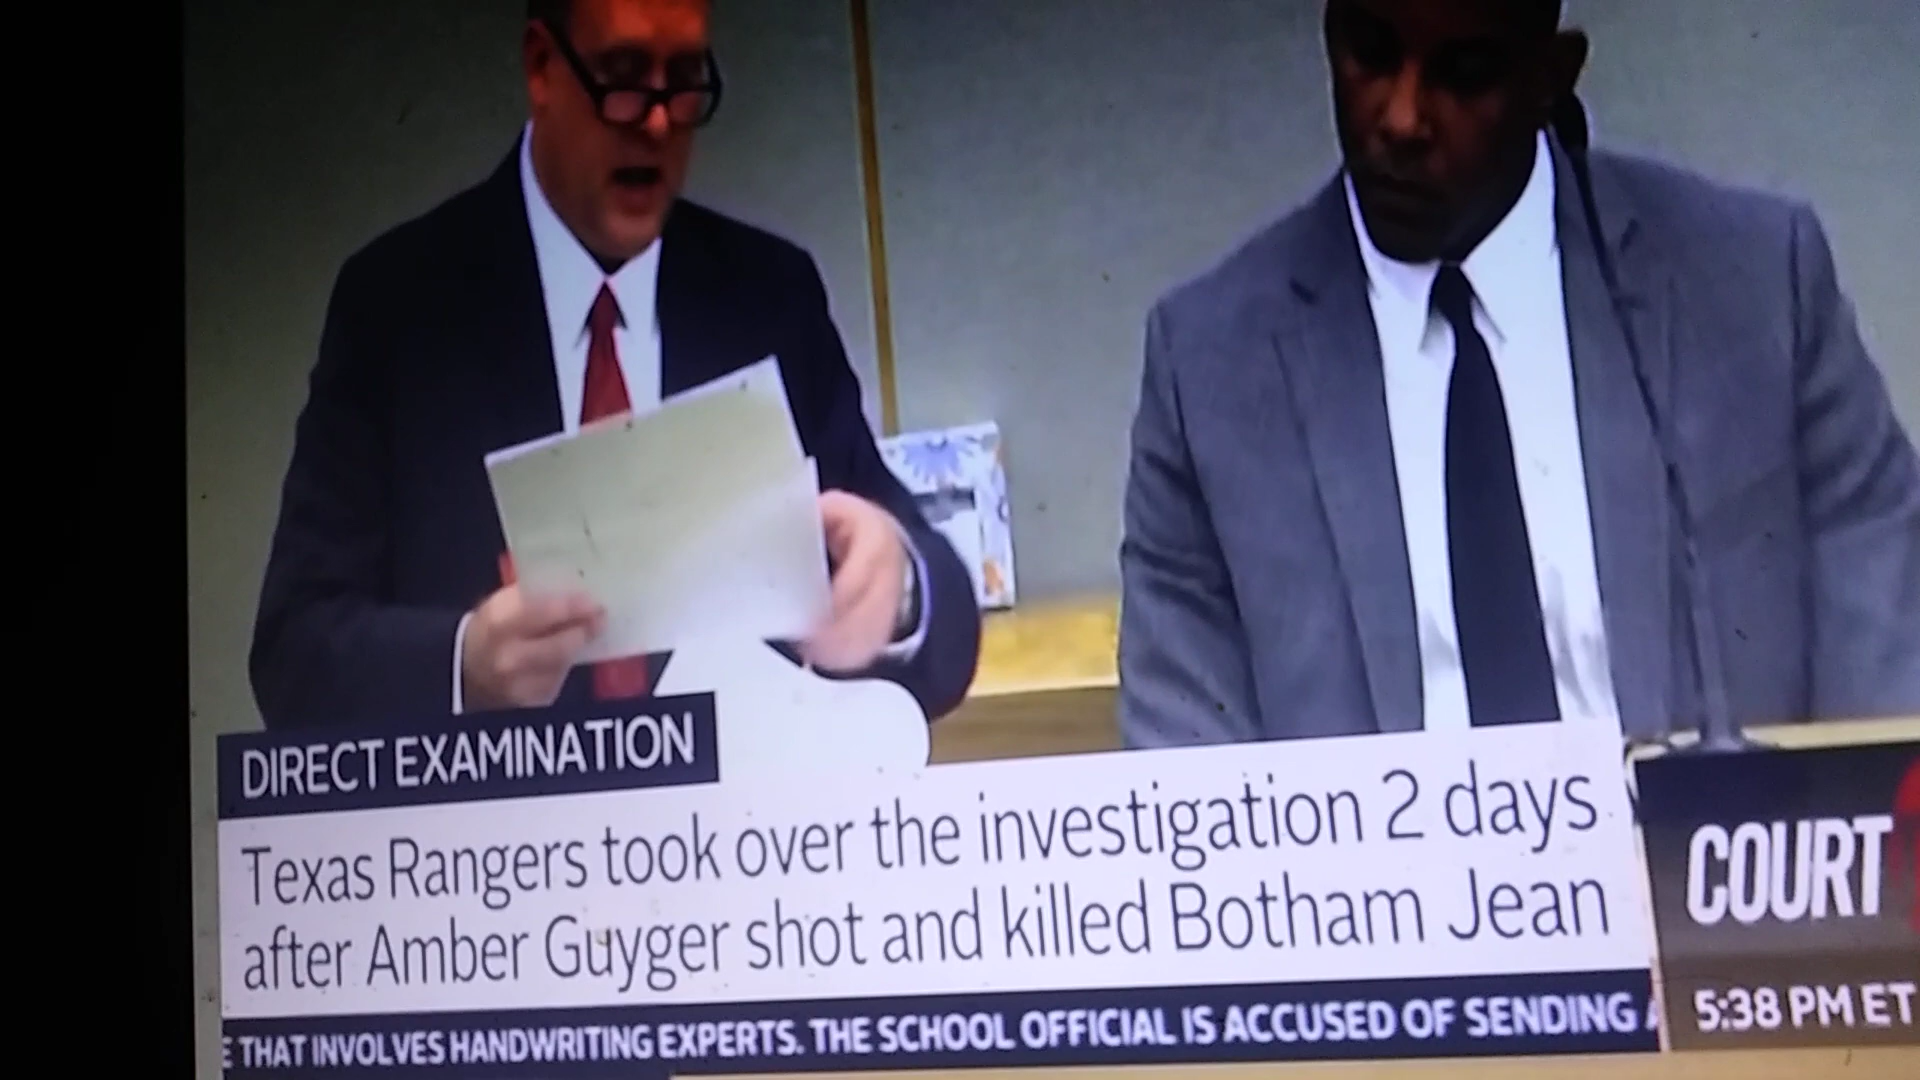 DIRECT EXAMINATION
Texas Rangers took over the investigation 2 days
after Amber Guyger shot and killed Botham Jean
COURT
5:38 PM ET
THAT INVOLVES HANDWRITING EXPERTS. THE SCHOOL OFFICIAL IS ACCUSED OF SENDING